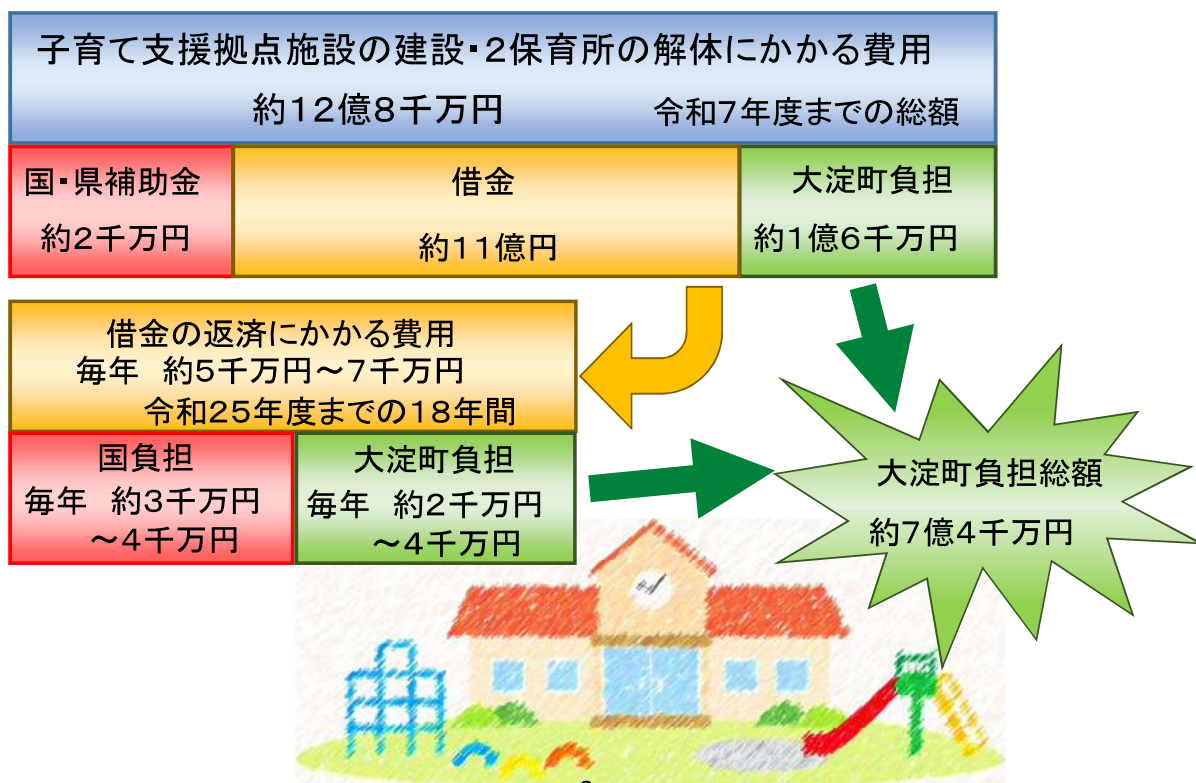 子育て支援拠点施設の建設・2保育所の解体にかかる費用
約12億8千万円 令和7年度までの総額
国・県補助金
約2千万円
借金
約11億円
大淀町負担
約1億6千万円
借金の返済にかかる費用
毎年 約5千万円～7千万円
令和25年度までの18年間
国負担
毎年 約3千万円
～4千万円
大淀町負担
毎年 約2千万円
～4千万円
大淀町負担総額
約7億4千万円